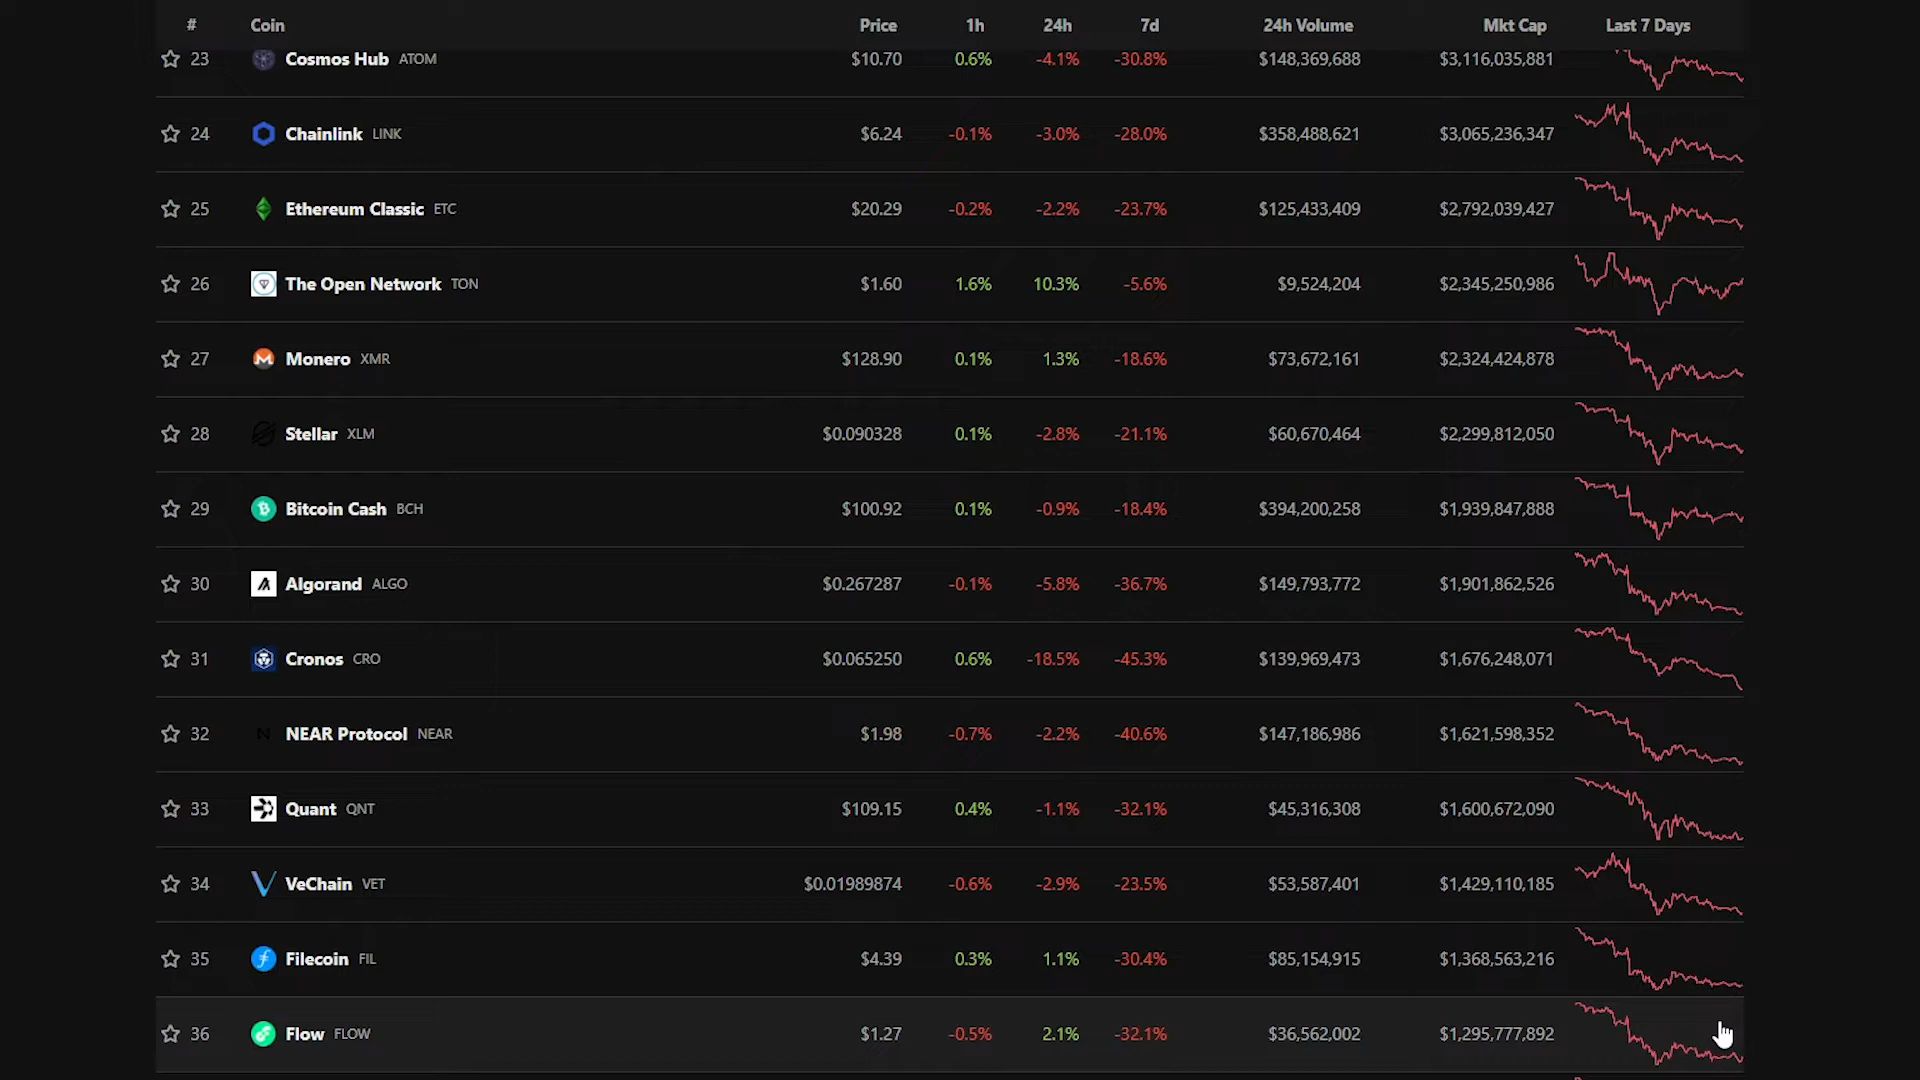 # Coin Price 1h 24h 7d 24h Volume Mkt Cap Last 7 Days
23 Cosmos Hub ATOM $10.70 0.6% -4.1% -30.8% $148,369,688 $3,116,035,881
24 Chainlink LINK $6.24 -0.1% -3.0% -28.0% $358,488,621 $3,065,236,347
25 Ethereum Classic ETC $20.29 -0.2% -2.2% -23.7% $125,433,409 $2,792,039,427
26 The Open Network TON $1.60 1.6% 10.3% -5.6% $9,524,204 $2,345,250,986
27 Monero XMR $128.90 0.1% 1.3% -18.6% $73,672,161 $2,324,424,878
28 Stellar XLM $0.090328 0.1% -2.8% -21.1% $60,670,464 $2,299,812,050
29 Bitcoin Cash BCH $100.92 0.1% -0.9% -18.4% $394,200,258 $1,939,847,888
30 Algorand ALGO $0.267287 -0.1% -5.8% -36.7% $149,793,772 $1,901,862,526
31 Cronos CRO $0.065250 0.6% -18.5% -45.3% $139,969,473 $1,676,248,071
32 NEAR Protocol NEAR $1.98 -0.7% -2.2% -40.6% $147,186,986 $1,621,598,352
33 Quant QNT $109.15 0.4% -1.1% -32.1% $45,316,308 $1,600,672,090
34 VeChain VET $0.01989874 -0.6% -2.9% -23.5% $53,587,401 $1,429,110,185
35 Filecoin FIL $4.39 0.3% 1.1% -30.4% $85,154,915 $1,368,563,216
36 Flow FLOW $1.27 -0.5% 2.1% -32.1% $36,562,002 $1,295,777,892